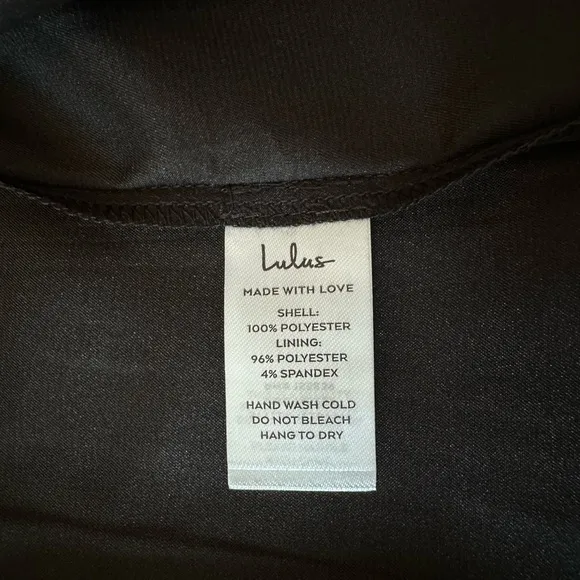 Lulus
MADE WITH LOVE
SHELL:
100% POLYESTER
LINING:
96% POLYESTER
4% SPANDEX
HAND WASH COLD
DO NOT BLEACH
HANG TO DRY